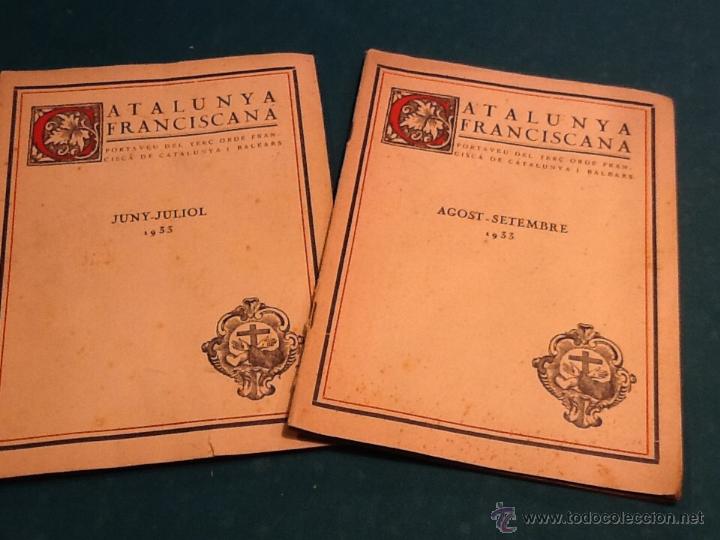 CATALUNYA
FRANCISCANA
PORTAVEU DEL TERÇ ORDE FRAN-
CISCÀ DE CATALUNYA I BALEARS
JUNY-JULIOL
1933
CATALUNYA
FRANCISCANA
PORTAVEU DEL TERÇ ORDE FRAN-
CISCÀ DE CATALUNYA I BALEARS
AGOST-SETEMBRE
1933
© www.todocoleccion.net